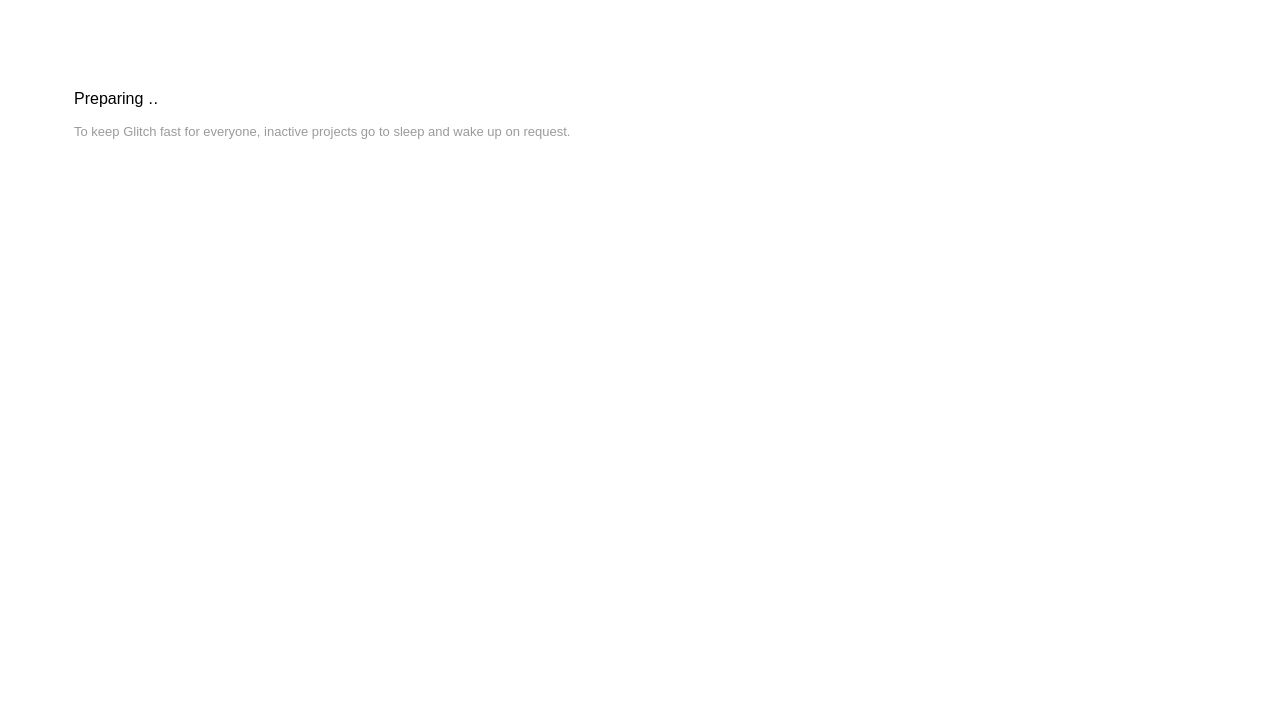 Preparing ..
To keep Glitch fast for everyone, inactive projects go to sleep and wake up on request.